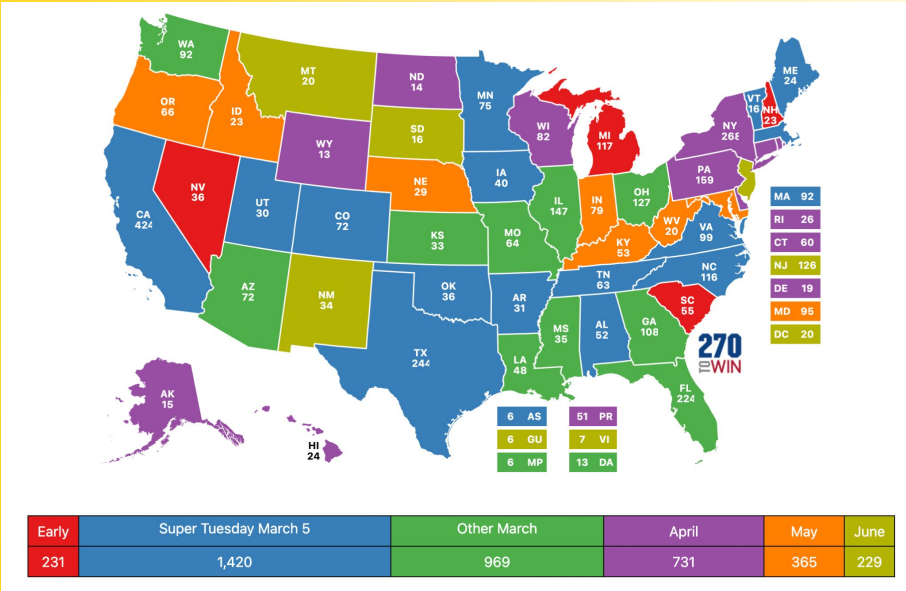 WA
92
MT
20
ND
14
MN
75
ME
24
VT
16
NH
23
OR
66
ID
23
WY
13
SD
16
WI
82
MI
117
NY
268
NV
36
UT
30
CO
72
NE
29
IA
40
IL
147
IN
79
OH
127
PA
159
CA
424
KS
33
MO
64
KY
53
WV
20
VA
99
AZ
72
NM
34
OK
36
AR
31
TN
63
NC
116
SC
55
TX
244
LA
48
MS
35
AL
52
GA
108
FL
224
AK
15
HI
24
MA 92
RI 26
CT 60
NJ 126
DE 19
MD 95
DC 20
270
TO WIN
6 AS
51 PR
6 GU
7 VI
6 MP
13 DA
Early Super Tuesday March 5 Other March April May June
231 1,420 969 731 365 229